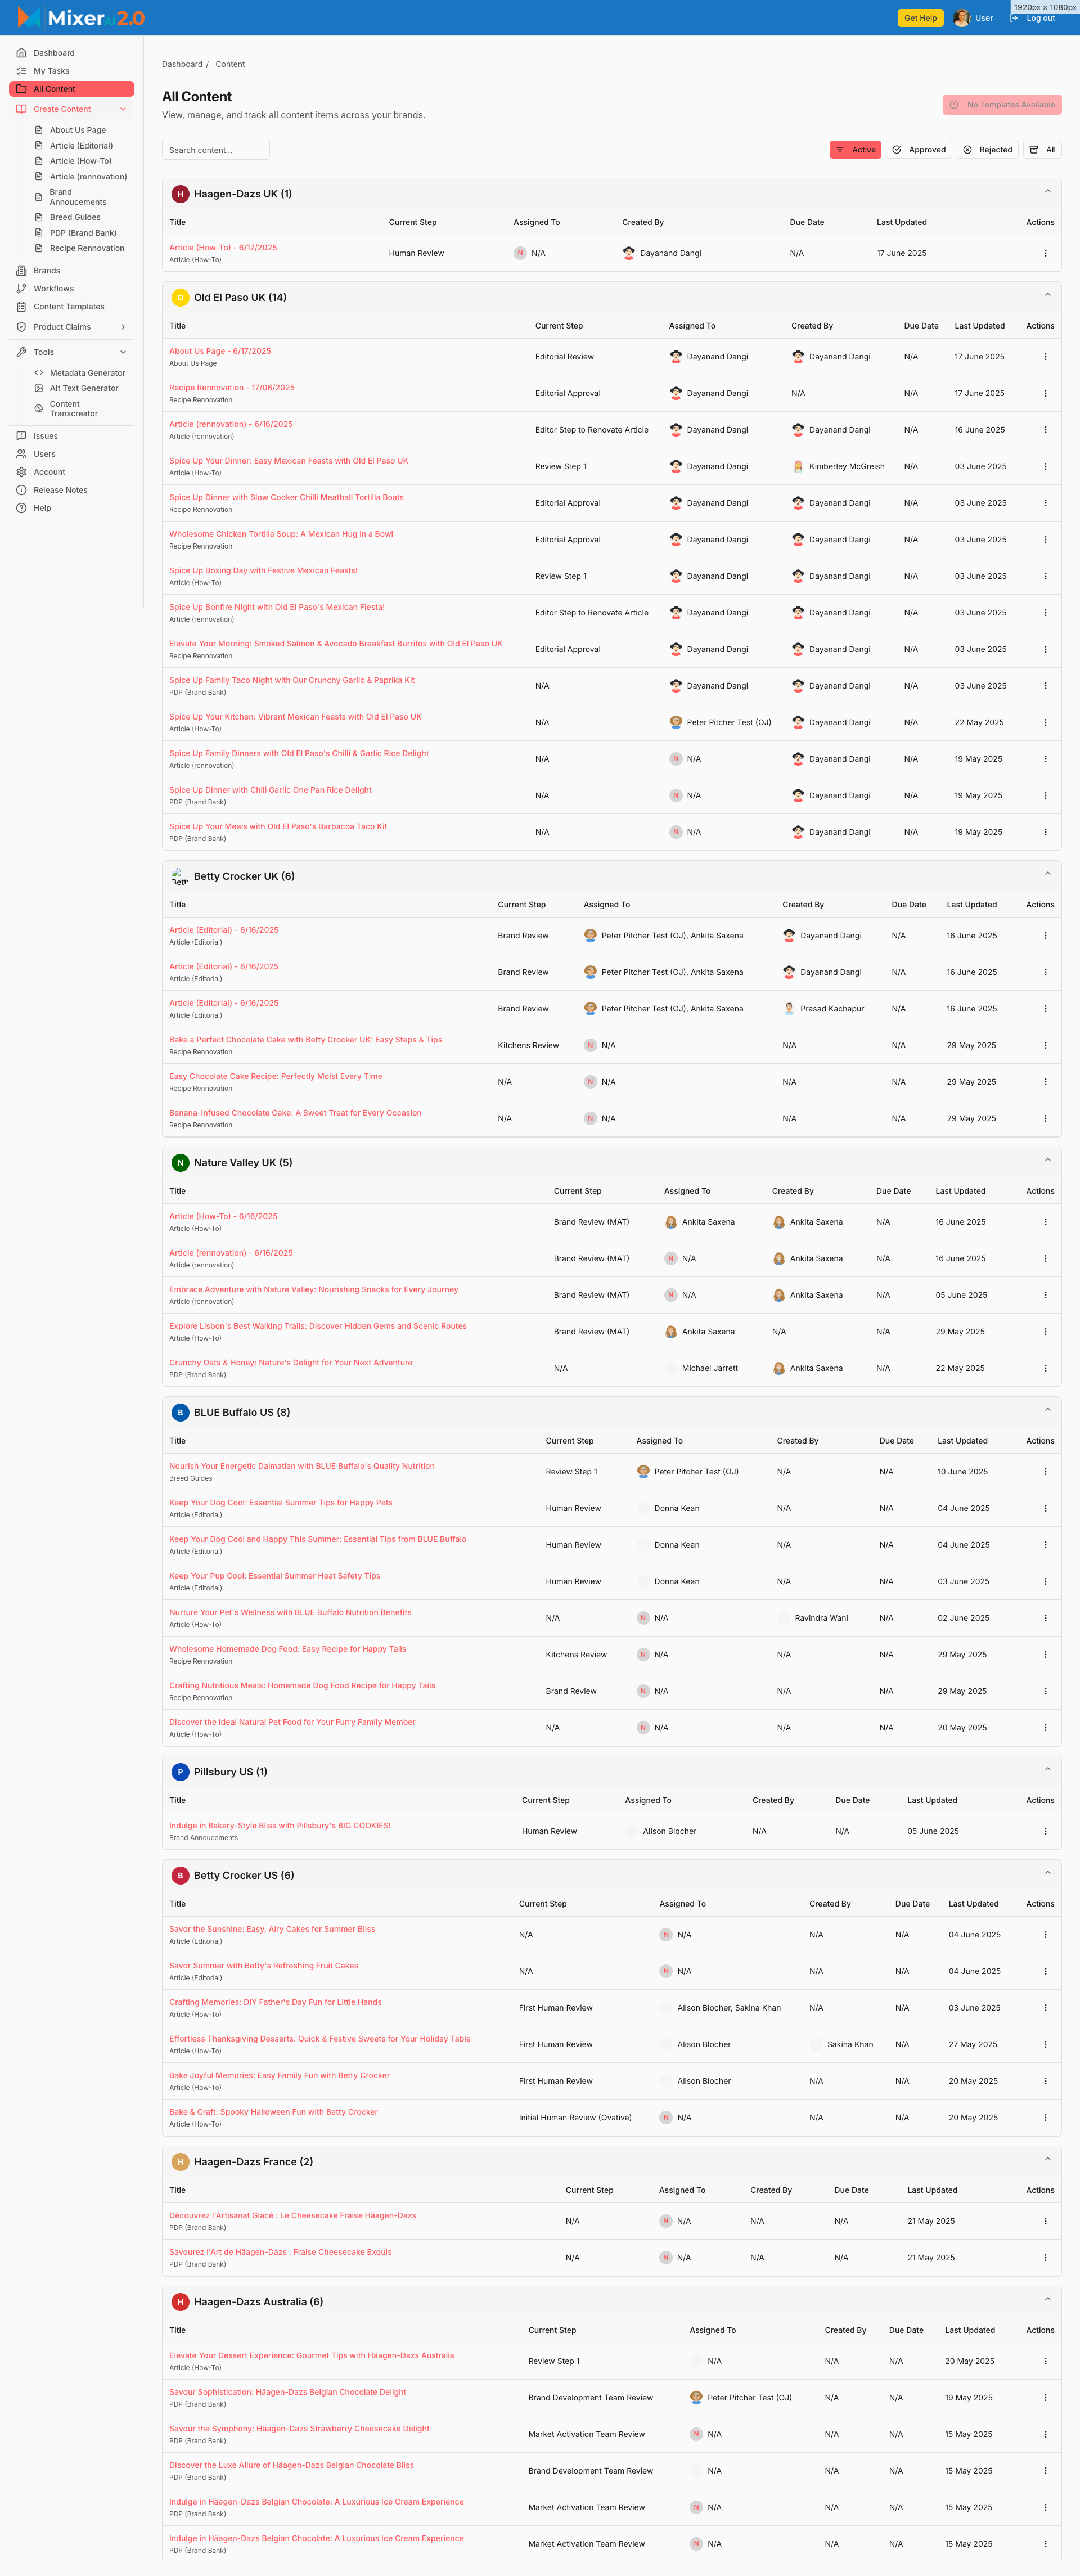 1920px × 1080px
MixerAi 2.0
Get Help
User
Log out
Dashboard
My Tasks
All Content
Create Content
About Us Page
Article (Editorial)
Article (How-To)
Article (rennovation)
Brand
Annoucements
Breed Guides
PDP (Brand Bank)
Recipe Rennovation
Brands
Workflows
Content Templates
Product Claims
Tools
Metadata Generator
Alt Text Generator
Content
Transcreator
Issues
Users
Account
Release Notes
Help
Dashboard / Content
All Content
View, manage, and track all content items across your brands.
No Templates Available
Search content...
Active
Approved
Rejected
All
H Haagen-Dazs UK (1)
Title Current Step Assigned To Created By Due Date Last Updated Actions
Article (How-To) - 6/17/2025
Article (How-To)
Human Review N N/A Dayanand Dangi N/A 17 June 2025
O Old El Paso UK (14)
Title Current Step Assigned To Created By Due Date Last Updated Actions
About Us Page - 6/17/2025
About Us Page
Editorial Review Dayanand Dangi Dayanand Dangi N/A 17 June 2025
Recipe Rennovation - 17/06/2025
Recipe Rennovation
Editorial Approval Dayanand Dangi N/A N/A 17 June 2025
Article (rennovation) - 6/16/2025
Article (rennovation)
Editor Step to Renovate Article Dayanand Dangi Dayanand Dangi N/A 16 June 2025
Spice Up Your Dinner: Easy Mexican Feasts with Old El Paso UK
Article (How-To)
Review Step 1 Dayanand Dangi Kimberley McGreish N/A 03 June 2025
Spice Up Dinner with Slow Cooker Chilli Meatball Tortilla Boats
Recipe Rennovation
Editorial Approval Dayanand Dangi Dayanand Dangi N/A 03 June 2025
Wholesome Chicken Tortilla Soup: A Mexican Hug in a Bowl
Recipe Rennovation
Editorial Approval Dayanand Dangi Dayanand Dangi N/A 03 June 2025
Spice Up Boxing Day with Festive Mexican Feasts!
Article (How-To)
Review Step 1 Dayanand Dangi Dayanand Dangi N/A 03 June 2025
Spice Up Bonfire Night with Old El Paso's Mexican Fiesta!
Article (rennovation)
Editor Step to Renovate Article Dayanand Dangi Dayanand Dangi N/A 03 June 2025
Elevate Your Morning: Smoked Salmon & Avocado Breakfast Burritos with Old El Paso UK
Recipe Rennovation
Editorial Approval Dayanand Dangi Dayanand Dangi N/A 03 June 2025
Spice Up Family Taco Night with Our Crunchy Garlic & Paprika Kit
PDP (Brand Bank)
N/A Dayanand Dangi Dayanand Dangi N/A 03 June 2025
Spice Up Your Kitchen: Vibrant Mexican Feasts with Old El Paso UK
Article (How-To)
N/A Peter Pitcher Test (OJ) Dayanand Dangi N/A 22 May 2025
Spice Up Family Dinners with Old El Paso's Chilli & Garlic Rice Delight
Article (rennovation)
N/A N N/A Dayanand Dangi N/A 19 May 2025
Spice Up Dinner with Chili Garlic One Pan Rice Delight
PDP (Brand Bank)
N/A N N/A Dayanand Dangi N/A 19 May 2025
Spice Up Your Meals with Old El Paso's Barbacoa Taco Kit
PDP (Brand Bank)
N/A N N/A Dayanand Dangi N/A 19 May 2025
Betty Crocker UK (6)
Title Current Step Assigned To Created By Due Date Last Updated Actions
Article (Editorial) - 6/16/2025
Article (Editorial)
Brand Review Peter Pitcher Test (OJ), Ankita Saxena Dayanand Dangi N/A 16 June 2025
Article (Editorial) - 6/16/2025
Article (Editorial)
Brand Review Peter Pitcher Test (OJ), Ankita Saxena Dayanand Dangi N/A 16 June 2025
Article (Editorial) - 6/16/2025
Article (Editorial)
Brand Review Peter Pitcher Test (OJ), Ankita Saxena Prasad Kachapur N/A 16 June 2025
Bake a Perfect Chocolate Cake with Betty Crocker UK: Easy Steps & Tips
Recipe Rennovation
Kitchens Review N N/A N/A N/A 29 May 2025
Easy Chocolate Cake Recipe: Perfectly Moist Every Time
Recipe Rennovation
N/A N N/A N/A N/A 29 May 2025
Banana-Infused Chocolate Cake: A Sweet Treat for Every Occasion
Recipe Rennovation
N/A N N/A N/A N/A 29 May 2025
N Nature Valley UK (5)
Title Current Step Assigned To Created By Due Date Last Updated Actions
Article (How-To) - 6/16/2025
Article (How-To)
Brand Review (MAT) Ankita Saxena Ankita Saxena N/A 16 June 2025
Article (rennovation) - 6/16/2025
Article (rennovation)
Brand Review (MAT) N N/A Ankita Saxena N/A 16 June 2025
Embrace Adventure with Nature Valley: Nourishing Snacks for Every Journey
Article (rennovation)
Brand Review (MAT) N N/A Ankita Saxena N/A 05 June 2025
Explore Lisbon's Best Walking Trails: Discover Hidden Gems and Scenic Routes
Article (How-To)
Brand Review (MAT) Ankita Saxena N/A N/A 29 May 2025
Crunchy Oats & Honey: Nature's Delight for Your Next Adventure
PDP (Brand Bank)
N/A Michael Jarrett Ankita Saxena N/A 22 May 2025
B BLUE Buffalo US (8)
Title Current Step Assigned To Created By Due Date Last Updated Actions
Nourish Your Energetic Dalmatian with BLUE Buffalo's Quality Nutrition
Breed Guides
Review Step 1 Peter Pitcher Test (OJ) N/A N/A 10 June 2025
Keep Your Dog Cool: Essential Summer Tips for Happy Pets
Article (Editorial)
Human Review Donna Kean N/A N/A 04 June 2025
Keep Your Dog Cool and Happy This Summer: Essential Tips from BLUE Buffalo
Article (Editorial)
Human Review Donna Kean N/A N/A 04 June 2025
Keep Your Pup Cool: Essential Summer Heat Safety Tips
Article (Editorial)
Human Review Donna Kean N/A N/A 03 June 2025
Nurture Your Pet's Wellness with BLUE Buffalo Nutrition Benefits
Article (How-To)
N/A N N/A Ravindra Wani N/A 02 June 2025
Wholesome Homemade Dog Food: Easy Recipe for Happy Tails
Recipe Rennovation
Kitchens Review N N/A N/A N/A 29 May 2025
Crafting Nutritious Meals: Homemade Dog Food Recipe for Happy Tails
Recipe Rennovation
Brand Review N N/A N/A N/A 29 May 2025
Discover the Ideal Natural Pet Food for Your Furry Family Member
Article (How-To)
N/A N N/A N/A N/A 20 May 2025
P Pillsbury US (1)
Title Current Step Assigned To Created By Due Date Last Updated Actions
Indulge in Bakery-Style Bliss with Pillsbury's BIG COOKIES!
Brand Annoucements
Human Review Alison Blocher N/A N/A 05 June 2025
B Betty Crocker US (6)
Title Current Step Assigned To Created By Due Date Last Updated Actions
Savor the Sunshine: Easy, Airy Cakes for Summer Bliss
Article (Editorial)
N/A N N/A N/A N/A 04 June 2025
Savor Summer with Betty's Refreshing Fruit Cakes
Article (Editorial)
N/A N N/A N/A N/A 04 June 2025
Crafting Memories: DIY Father's Day Fun for Little Hands
Article (How-To)
First Human Review Alison Blocher, Sakina Khan N/A N/A 03 June 2025
Effortless Thanksgiving Desserts: Quick & Festive Sweets for Your Holiday Table
Article (How-To)
First Human Review Alison Blocher Sakina Khan N/A 27 May 2025
Bake Joyful Memories: Easy Family Fun with Betty Crocker
Article (How-To)
First Human Review Alison Blocher N/A N/A 20 May 2025
Bake & Craft: Spooky Halloween Fun with Betty Crocker
Article (How-To)
Initial Human Review (Ovative) N N/A N/A N/A 20 May 2025
H Haagen-Dazs France (2)
Title Current Step Assigned To Created By Due Date Last Updated Actions
Découvrez l'Artisanat Glacé : Le Cheesecake Fraise Häagen-Dazs
PDP (Brand Bank)
N/A N N/A N/A N/A 21 May 2025
Savourez l'Art de Häagen-Dazs : Fraise Cheesecake Exquis
PDP (Brand Bank)
N/A N N/A N/A N/A 21 May 2025
H Haagen-Dazs Australia (6)
Title Current Step Assigned To Created By Due Date Last Updated Actions
Elevate Your Dessert Experience: Gourmet Tips with Häagen-Dazs Australia
Article (How-To)
Review Step 1 N/A N/A N/A 20 May 2025
Savour Sophistication: Häagen-Dazs Belgian Chocolate Delight
PDP (Brand Bank)
Brand Development Team Review Peter Pitcher Test (OJ) N/A N/A 19 May 2025
Savour the Symphony: Häagen-Dazs Strawberry Cheesecake Delight
PDP (Brand Bank)
Market Activation Team Review N N/A N/A N/A 15 May 2025
Discover the Luxe Allure of Häagen-Dazs Belgian Chocolate Bliss
PDP (Brand Bank)
Brand Development Team Review N/A N/A N/A 15 May 2025
Indulge in Häagen-Dazs Belgian Chocolate: A Luxurious Ice Cream Experience
PDP (Brand Bank)
Market Activation Team Review N N/A N/A N/A 15 May 2025
Indulge in Häagen-Dazs Belgian Chocolate: A Luxurious Ice Cream Experience
PDP (Brand Bank)
Market Activation Team Review N N/A N/A N/A 15 May 2025